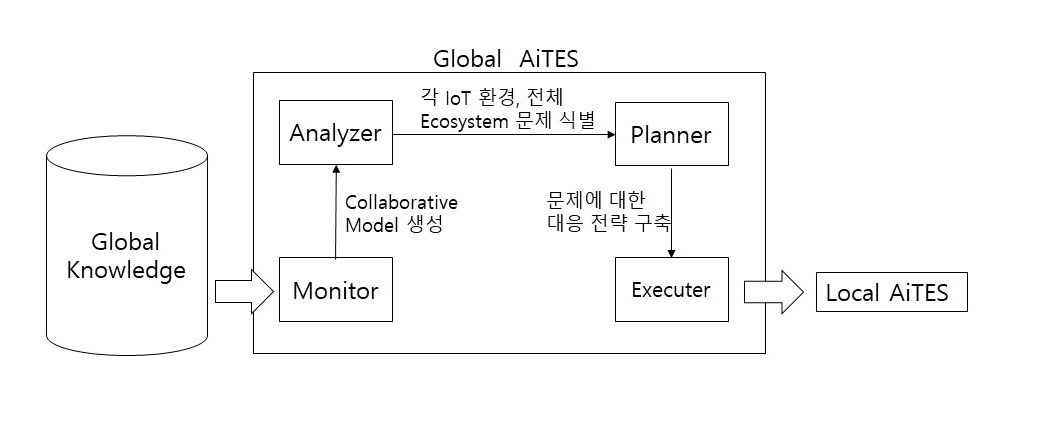 Global AiTES
각 IoT 환경, 전체
Ecosystem 문제 식별
Analyzer
Planner
Collaborative
Model 생성
문제에 대한
대응 전략 구축
Global
Knowledge
Monitor
Executer
Local AiTES